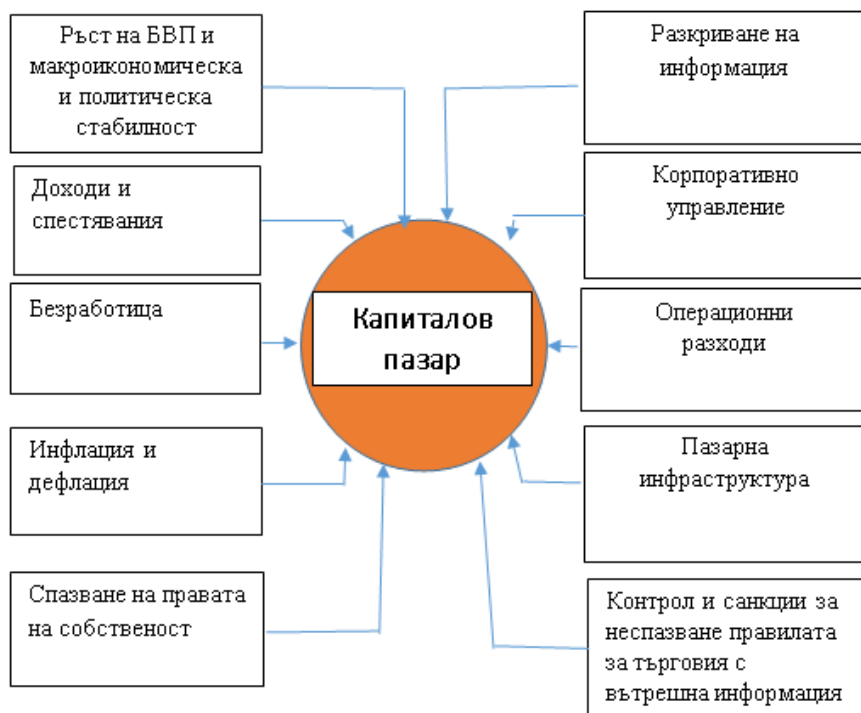 Ръст на БВП и
макроикономическа
и политическа
стабилност
Доходи и
спестявания
Безработица
Инфлация и
дефлация
Спазване на правата
на собственост
Капиталов
пазар
Разкриване на
информация
Корпоративно
управление
Операционни
разходи
Пазарна
инфраструктура
Контрол и санкции за
неспазване правилата
за търговия с
вътрешна информация